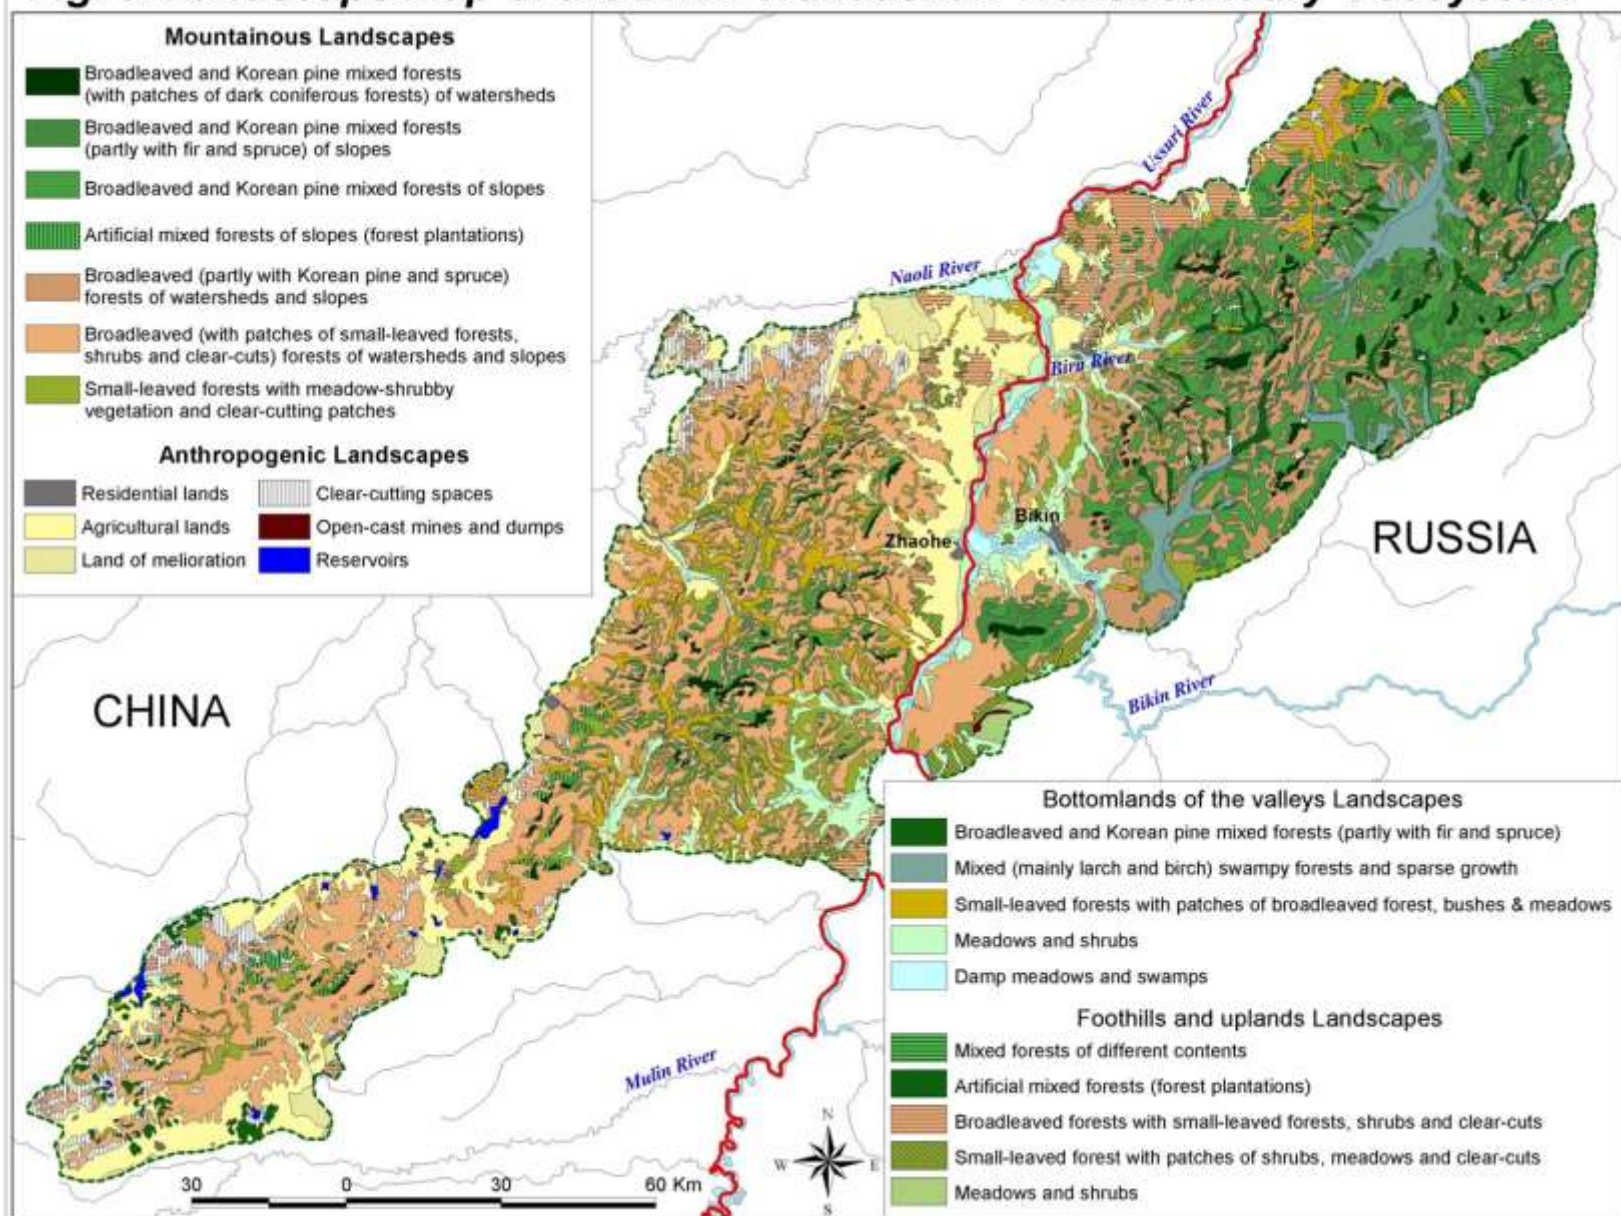 Mountainous Landscapes
Broadleaved and Korean pine mixed forests
(with patches of dark coniferous forests) of watersheds
Broadleaved and Korean pine mixed forests
(partly with fir and spruce) of slopes
Broadleaved and Korean pine mixed forests of slopes
Artificial mixed forests of slopes (forest plantations)
Broadleaved (partly with Korean pine and spruce)
forests of watersheds and slopes
Broadleaved (with patches of small-leaved forests,
shrubs and clear-cuts) forests of watersheds and slopes
Small-leaved forests with meadow-shrubby
vegetation and clear-cutting patches
Anthropogenic Landscapes
Residential lands
Clear-cutting spaces
Agricultural lands
Open-cast mines and dumps
Land of melioration
Reservoirs
Ussuri River
Naoli River
Bira River
Bikin
Zhaohe
RUSSIA
CHINA
Bikin River
Mulin River
N
W
E
S
30
0
30
60 Km
Bottomlands of the valleys Landscapes
Broadleaved and Korean pine mixed forests (partly with fir and spruce)
Mixed (mainly larch and birch) swampy forests and sparse growth
Small-leaved forests with patches of broadleaved forest, bushes & meadows
Meadows and shrubs
Damp meadows and swamps
Foothills and uplands Landscapes
Mixed forests of different contents
Artificial mixed forests (forest plantations)
Broadleaved forests with small-leaved forests, shrubs and clear-cuts
Small-leaved forest with patches of shrubs, meadows and clear-cuts
Meadows and shrubs